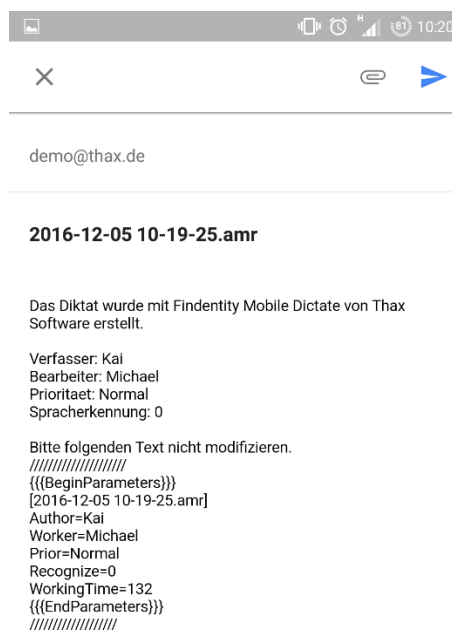 H 81 10:20
demo@thax.de
2016-12-05 10-19-25.amr
Das Diktat wurde mit Findentity Mobile Dictate von Thax
Software erstellt.
Verfasser: Kai
Bearbeiter: Michael
Prioritaet: Normal
Spracherkennung: 0
Bitte folgenden Text nicht modifizieren.
/////////////////////
{{{BeginParameters}}}
[2016-12-05 10-19-25.amr]
Author=Kai
Worker=Michael
Prior=Normal
Recognize=0
WorkingTime=132
{{{EndParameters}}}
///////////////////